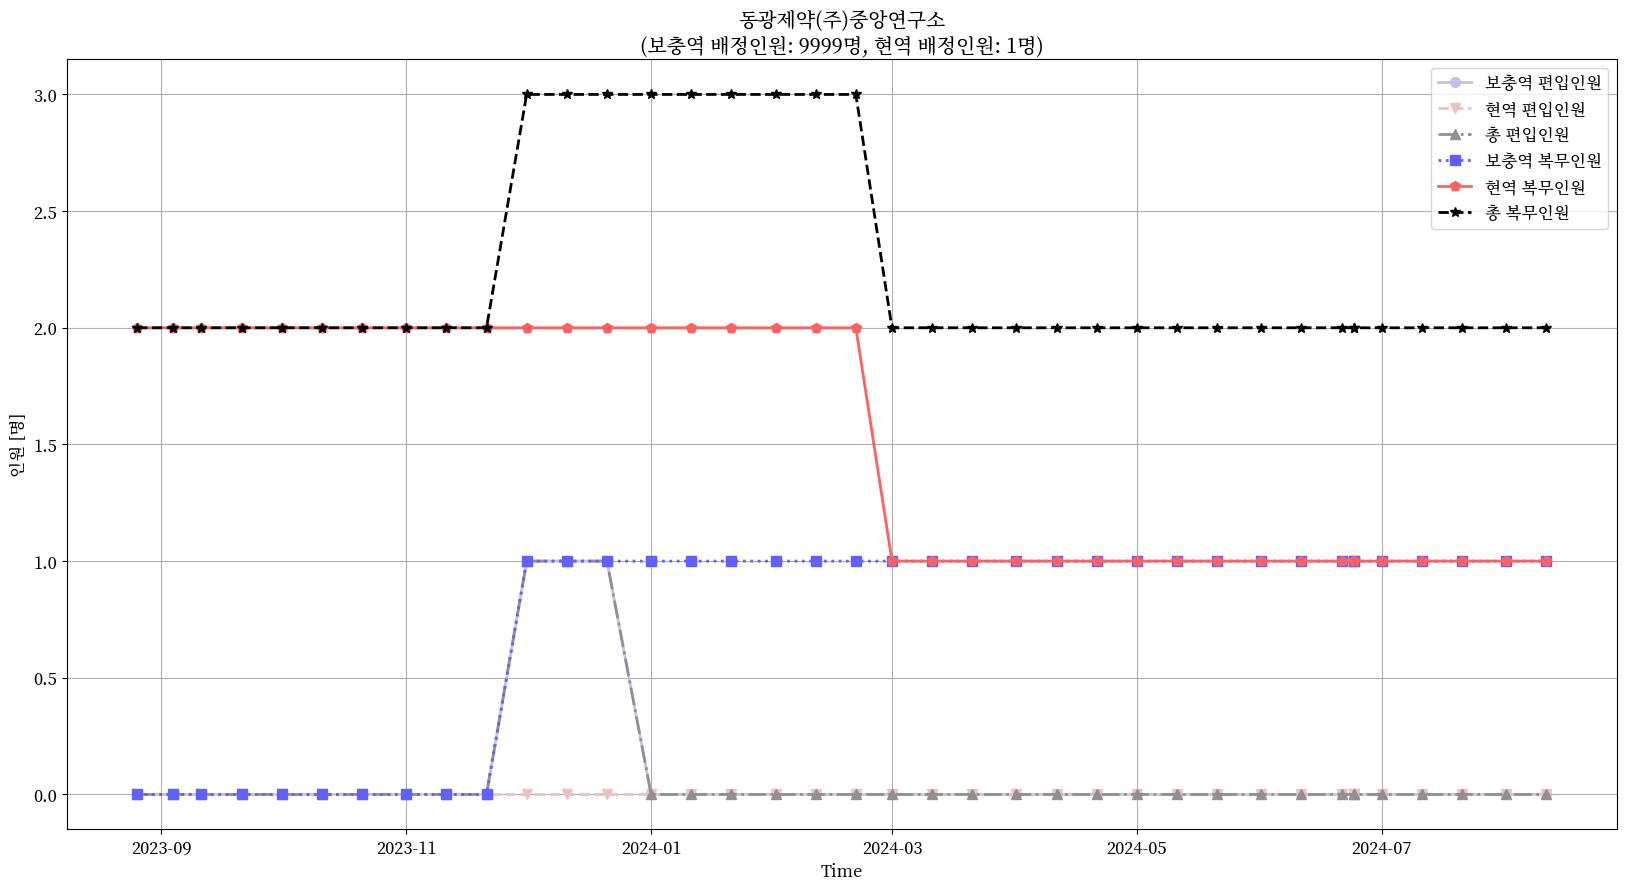 동광제약(주)중앙연구소
(보충역 배정인원: 9999명, 현역 배정인원: 1명)
보충역 편입인원
현역 편입인원
총 편입인원
보충역 복무인원
현역 복무인원
총 복무인원
인원 [명]
3.0
2.5
2.0
1.5
1.0
0.5
0.0
2023-09
2023-11
2024-01
2024-03
2024-05
2024-07
Time